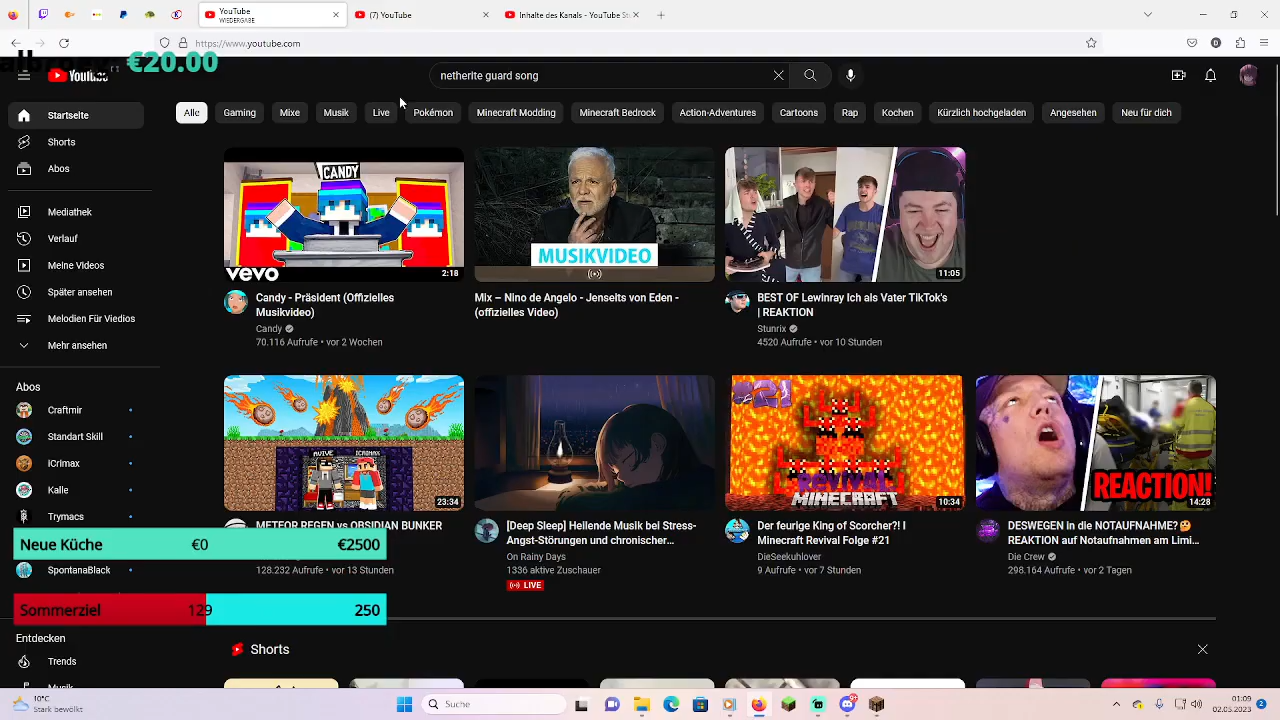 YouTube
WIEDERGABE
YouTube
Inhalte des Kanals - YouTube St
https://www.youtube.com
€20.00
YouTube
netherite guard song
Startseite
Shorts
Abos
Mediathek
Verlauf
Meine Videos
Später ansehen
Melodien Für Viedios
Mehr ansehen
Abos
Craftmir
Standart Skill
iCrimax
Kalle
Trymacs
SpontanaBlack
Entdecken
Trends
Musik
Alle
Gaming
Mixe
Musik
Live
Pokémon
Minecraft Modding
Minecraft Bedrock
Action-Adventures
Cartoons
Rap
Kochen
Kürzlich hochgeladen
Angesehen
Neu für dich
CANDY
vevo
2:18
Candy - Präsident (Offizielles
Musikvideo)
Candy
70.116 Aufrufe • vor 2 Wochen
MUSIKVIDEO
Mix – Nino de Angelo - Jenseits von Eden -
(offizielles Video)
11:05
BEST OF Lewinray Ich als Vater TikTok's
| REAKTION
Stunrix
4520 Aufrufe • vor 10 Stunden
AVIVE
ICRIMAX
23:34
METEOR REGEN vs OBSIDIAN BUNKER
128.232 Aufrufe • vor 13 Stunden
[Deep Sleep] Heilende Musik bei Stress-
Angst-Störungen und chronischer...
On Rainy Days
1336 aktive Zuschauer
LIVE
#21
Revival
MINECRAFT
10:34
Der feurige King of Scorcher?! I
Minecraft Revival Folge #21
DieSeekuhlover
9 Aufrufe • vor 7 Stunden
REACTION!
14:28
DESWEGEN in die NOTAUFNAHME?
REAKTION auf Notaufnahmen am Limi...
Die Crew
298.164 Aufrufe • vor 2 Tagen
Neue Küche €0 €2500
Sommerziel 129 250
Shorts
10°C
Stark bewölkt
Suche
01:09
02.05.2023